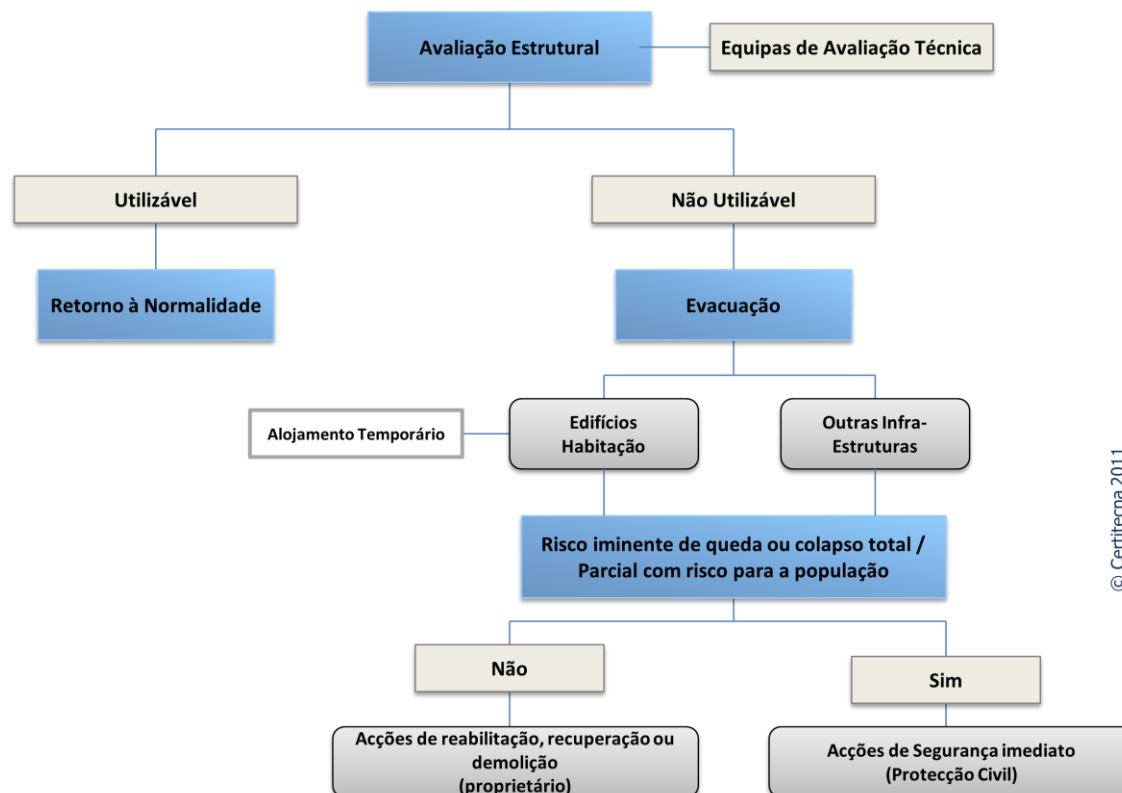 Avaliação Estrutural
Equipas de Avaliação Técnica
Utilizável
Não Utilizável
Retorno à Normalidade
Evacuação
Alojamento Temporário
Edifícios
Habitação
Outras Infra-
Estruturas
Risco iminente de queda ou colapso total /
Parcial com risco para a população
Não
Sim
Acções de reabilitação, recuperação ou
demolição
(proprietário)
Acções de Segurança imediato
(Protecção Civil)
© Certitecna 2011